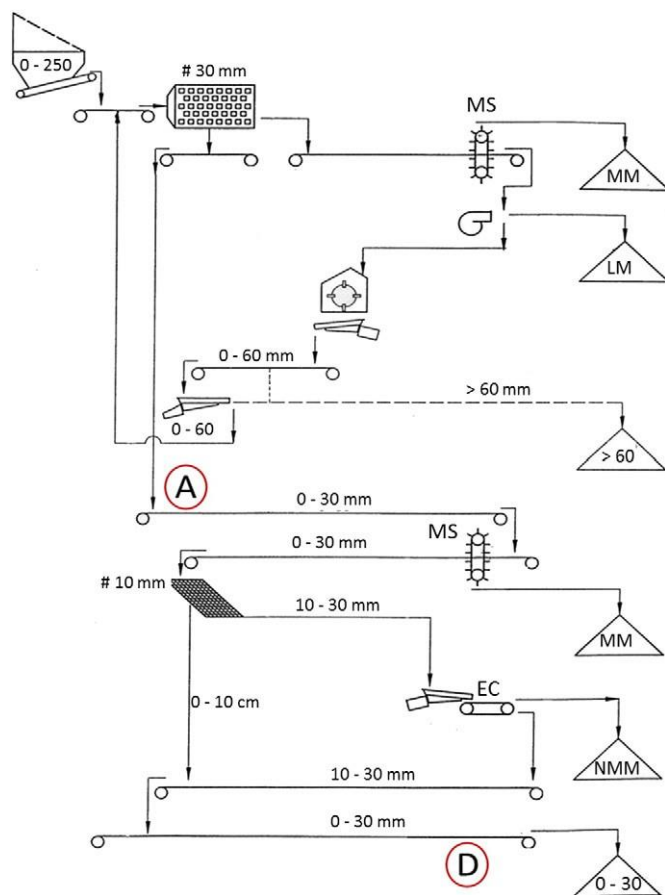 0 - 250
# 30 mm
MS
MM
LM
0 - 60 mm
> 60 mm
0 - 60
> 60
A
0 - 30 mm
0 - 30 mm
MS
# 10 mm
10 - 30 mm
MM
EC
0 - 10 cm
NMM
10 - 30 mm
0 - 30 mm
D
0 - 30